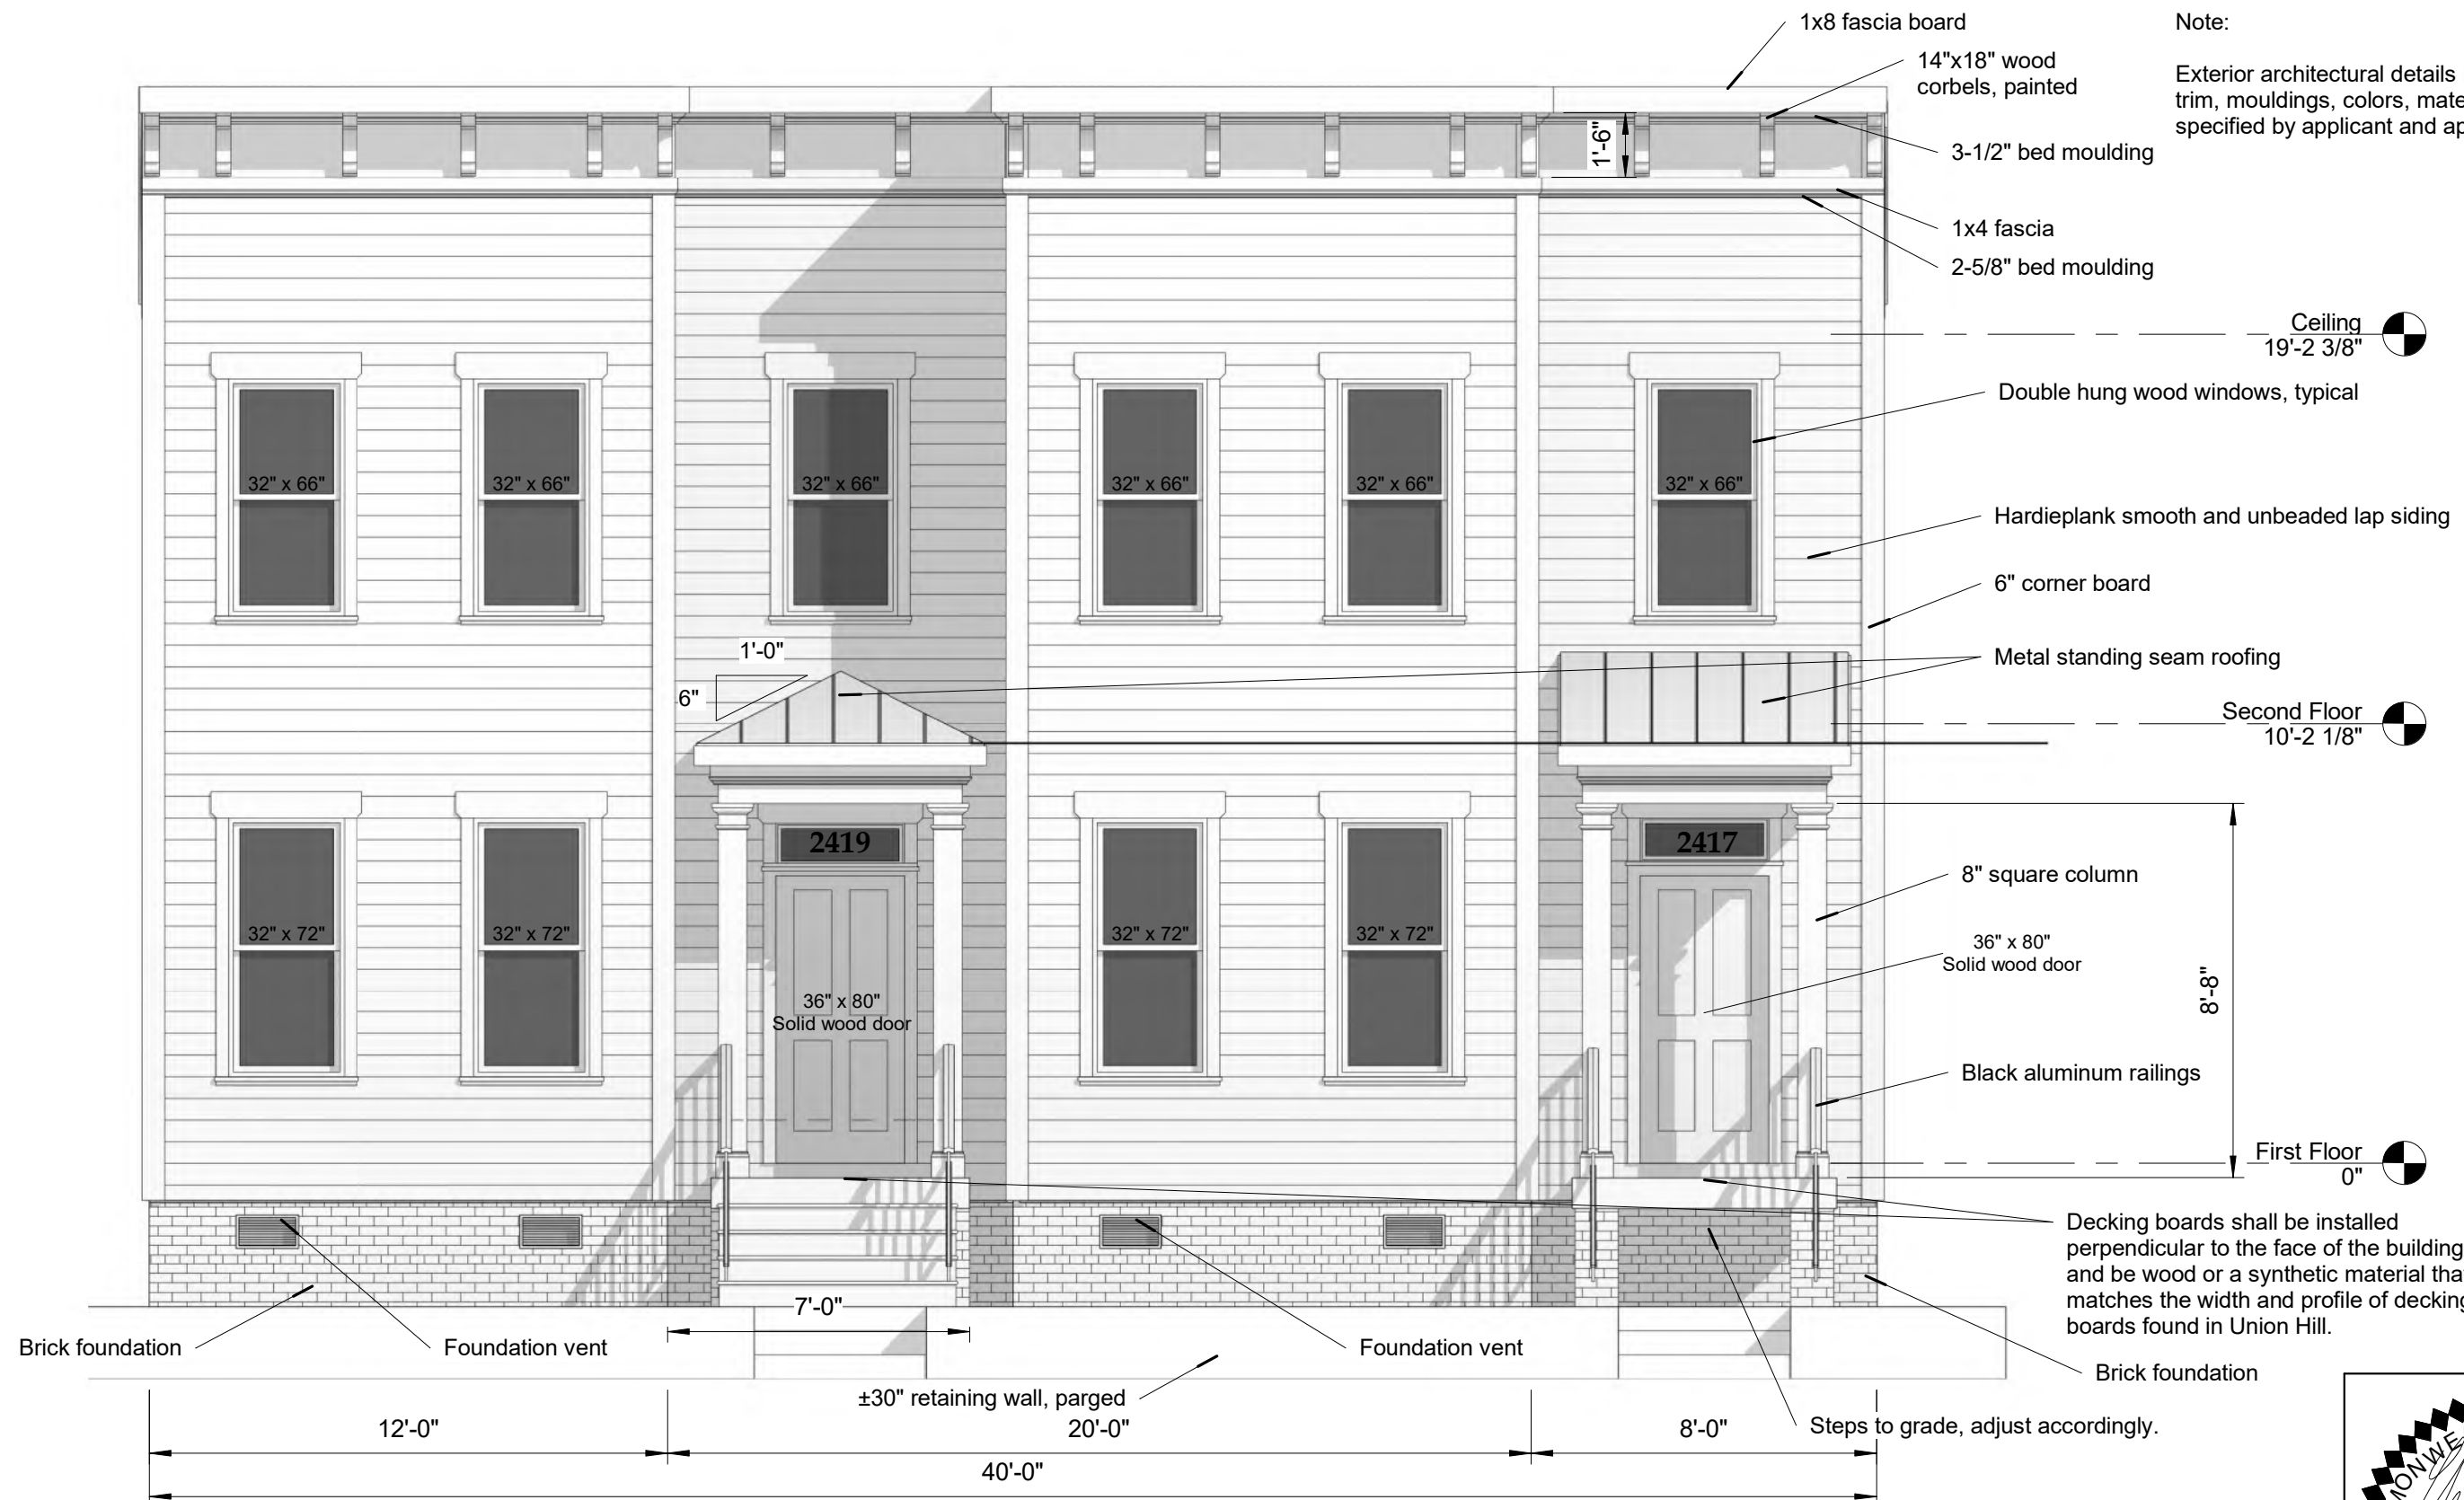 1x8 fascia board
14"x18" wood
corbels, painted
Note:
Exterior architectural details
trim, mouldings, colors,
specified by applicant and
1'-6"
3-1/2" bed moulding
1x4 fascia
2-5/8" bed moulding
Ceiling
19'-2 3/8"
Double hung wood windows, typical
32" x 66"
32" x 66"
32" x 66"
32" x 66"
32" x 66"
32" x 66"
Hardieplank smooth and unbeaded lap siding
6" corner board
1'-0"
6"
Metal standing seam roofing
Second Floor
10'-2 1/8"
2419
2417
8" square column
32" x 72"
32" x 72"
32" x 72"
32" x 72"
36" x 80"
Solid wood door
36" x 80"
Solid wood door
8'-8"
Black aluminum railings
First Floor
0"
Decking boards shall be installed
perpendicular to the face of the building
and be wood or a synthetic material
matches the width and profile of decking
boards found in Union Hill.
7'-0"
Brick foundation
Foundation vent
Foundation vent
Brick foundation
±30" retaining wall, parged
Steps to grade, adjust accordingly.
12'-0"
20'-0"
8'-0"
40'-0"